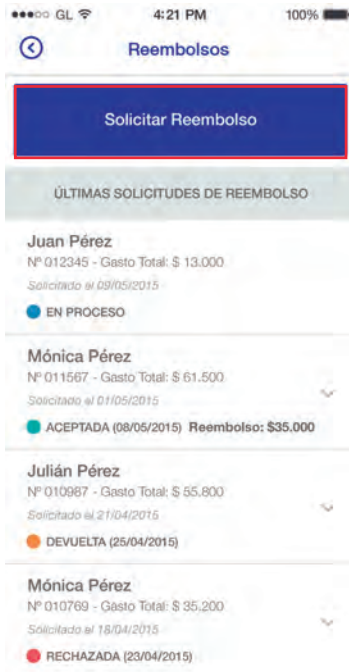 GL 4:21 PM 100%
Reembolsos
Solicitar Reembolso
ÚLTIMAS SOLICITUDES DE REEMBOLSO
Juan Pérez
Nº 012345 - Gasto Total: $ 13.000
Solicitado el 09/05/2015
EN PROCESO
Mónica Pérez
Nº 011567 - Gasto Total: $ 61.500
Solicitado el 01/05/2015
ACEPTADA (08/05/2015) Reembolso: $35.000
Julián Pérez
Nº 010987 - Gasto Total: $ 55.800
Solicitado el 21/04/2015
DEVUELTA (25/04/2015)
Mónica Pérez
Nº 010769 - Gasto Total: $ 35.200
Solicitado el 18/04/2015
RECHAZADA (23/04/2015)